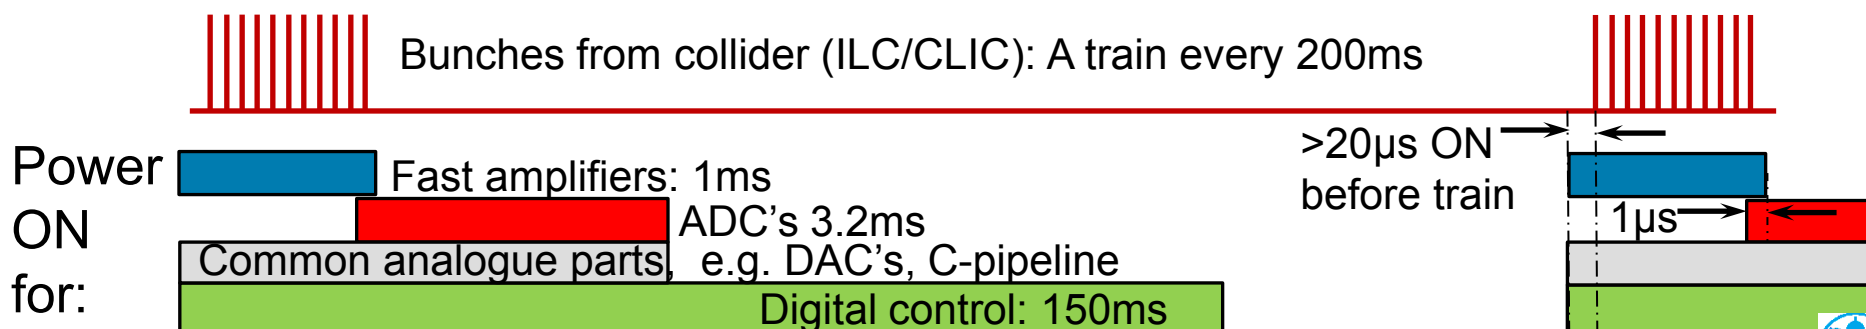 Bunches from collider (ILC/CLIC): A train every 200ms
>20µs ON
before train
Power
ON
for:
Fast amplifiers: 1ms
ADC’s 3.2ms
1µs
Common analogue parts, e.g. DAC’s, C-pipeline
Digital control: 150ms